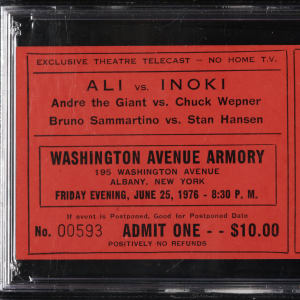 EXCLUSIVE THEATRE TELECAST - NO HOME T.V.
ALI vs. INOKI
Andre the Giant vs. Chuck Wepner
Bruno Sammartino vs. Stan Hansen
WASHINGTON AVENUE ARMORY
195 WASHINGTON AVENUE
ALBANY, NEW YORK
FRIDAY EVENING, JUNE 25, 1976 - 8:30 P. M.
If event is Postponed, Good for Postponed Date
No. 00593 ADMIT ONE - - $10.00
POSITIVELY NO REFUNDS